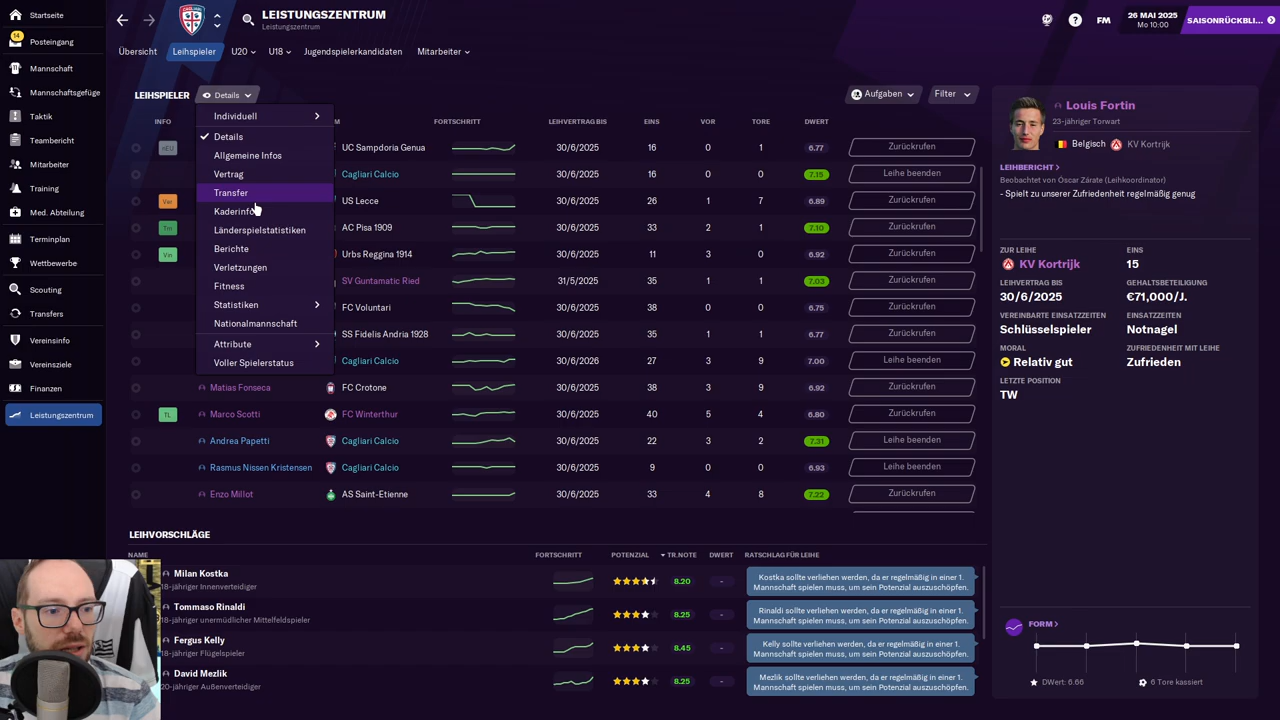 Startseite
14
Posteingang
Mannschaft
Mannschaftsgefüge
Taktik
Teambericht
Mitarbeiter
Training
Med. Abteilung
Terminplan
Wettbewerbe
Scouting
Transfers
Vereinsinfo
Vereinsziele
Finanzen
Leistungszentrum
LEISTUNGSZENTRUM
Leistungszentrum
FM
26 MAI 2025
Mo 10:00
SAISONRÜCKBLI...
Übersicht Leihspieler U20 U18 Jugendspielerkandidaten Mitarbeiter
LEIHSPIELER Details Aufgaben Filter
INFO FORTSCHRITT LEIHVERTRAG BIS EINS VOR TORE DWERT
Individuell
Details
Allgemeine Infos
Vertrag
Transfer
Kaderinfo
Länderspielstatistiken
Berichte
Verletzungen
Fitness
Statistiken
Nationalmannschaft
Attribute
Voller Spielerstatus
nEU UC Sampdoria Genua 30/6/2025 16 0 1 6.77 Zurückrufen
Cagliari Calcio 30/6/2025 16 0 0 7.15 Leihe beenden
US Lecce 30/6/2025 26 1 7 6.89 Zurückrufen
AC Pisa 1909 30/6/2025 33 2 1 7.10 Zurückrufen
Urbs Reggina 1914 30/6/2025 11 3 0 6.92 Zurückrufen
SV Guntamatic Ried 31/5/2025 35 1 1 7.03 Zurückrufen
FC Voluntari 30/6/2025 38 3 0 6.75 Zurückrufen
SS Fidelis Andria 1928 30/6/2025 35 1 1 6.77 Zurückrufen
Cagliari Calcio 30/6/2026 27 3 9 7.00 Leihe beenden
Matias Fonseca FC Crotone 30/6/2025 38 3 9 6.92 Zurückrufen
TL Marco Scotti FC Winterthur 30/6/2025 40 5 4 6.80 Zurückrufen
Andrea Papetti Cagliari Calcio 30/6/2025 22 3 2 7.31 Leihe beenden
Rasmus Nissen Kristensen Cagliari Calcio 30/6/2025 9 0 0 6.93 Leihe beenden
Enzo Millot AS Saint-Etienne 30/6/2025 33 4 8 7.22 Zurückrufen
LEIHVORSCHLÄGE
NAME FORTSCHRITT POTENZIAL TR.NOTE DWERT RATSCHLAG FÜR LEIHE
Milan Kostka
18-jähriger Innenverteidiger
8.20 -
Kostka sollte verliehen werden, da er regelmäßig in einer 1.
Mannschaft spielen muss, um sein Potenzial auszuschöpfen.
Tommaso Rinaldi
18-jähriger unermüdlicher Mittelfeldspieler
8.25 -
Rinaldi sollte verliehen werden, da er regelmäßig in einer 1.
Mannschaft spielen muss, um sein Potenzial auszuschöpfen.
Fergus Kelly
18-jähriger Flügelspieler
8.45 -
Kelly sollte verliehen werden, da er regelmäßig in einer 1.
Mannschaft spielen muss, um sein Potenzial auszuschöpfen.
David Mezlik
20-jähriger Außenverteidiger
8.25 -
Mezlik sollte verliehen werden, da er regelmäßig in einer 1.
Mannschaft spielen muss, um sein Potenzial auszuschöpfen.
Louis Fortin
23-jähriger Torwart
Belgisch KV Kortrijk
LEIHBERICHT
Beobachtet von Óscar Zárate (Leihkoordinator)
- Spielt zu unserer Zufriedenheit regelmäßig genug
ZUR LEIHE EINS
KV Kortrijk 15
LEIHVERTRAG BIS GEHALTSBETEILIGUNG
30/6/2025 €71,000/J.
VEREINBARTE EINSATZZEITEN EINSATZZEITEN
Schlüsselspieler Notnagel
MORAL ZUFRIEDENHEIT MIT LEIHE
Relativ gut Zufrieden
LETZTE POSITION
TW
FORM
DWert: 6.66 6 Tore kassiert